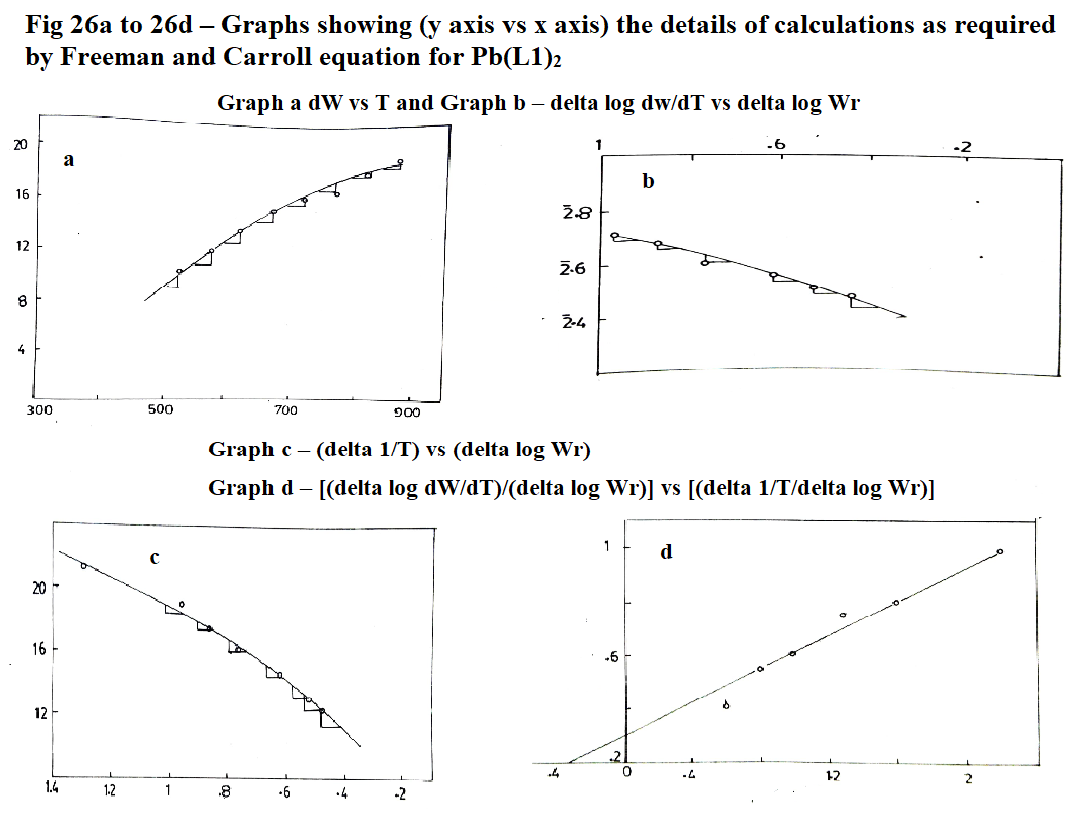 Fig 26a to 26d – Graphs showing (y axis vs x axis) the details of calculations as required
by Freeman and Carroll equation for Pb(L1)₂
Graph a dW vs T and Graph b – delta log dw/dT vs delta log Wr
20
a
16
12
8
4
300 500 700 900
1 .6 .2
b
2̅.8
2̅.6
2̅.4
Graph c – (delta 1/T) vs (delta log Wr)
Graph d – [(delta log dW/dT)/(delta log Wr)] vs [(delta 1/T/delta log Wr)]
c
20
16
12
1.4 1.2 1 .8 .6 .4 .2
1
d
.6
.2
.4 0 .4 1.2 2